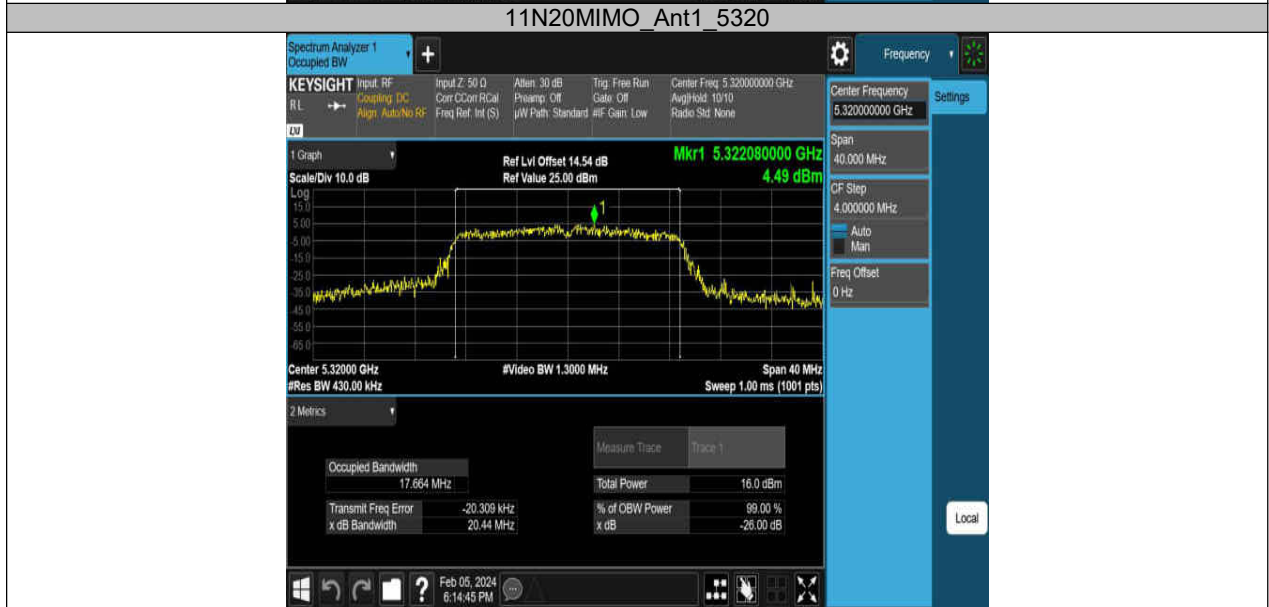 11N20MIMO_Ant1_5320
Spectrum Analyzer 1
Occupied BW
+
Frequency
KEYSIGHT
RL
LXI
Input: RF
Coupling: DC
Align: Auto/No RF
Input Z: 50 Ω
Corr CCorr RCal
Freq Ref: Int (S)
Atten: 30 dB
Preamp: Off
µW Path: Standard
Trig: Free Run
Gate: Off
#IF Gain: Low
Center Freq: 5.320000000 GHz
Avg|Hold: 10/10
Radio Std: None
Center Frequency
5.320000000 GHz
Settings
Span
40.000 MHz
CF Step
4.000000 MHz
Auto
Man
Freq Offset
0 Hz
Local
1 Graph
Scale/Div 10.0 dB
Ref Lvl Offset 14.54 dB
Ref Value 25.00 dBm
Mkr1 5.322080000 GHz
4.49 dBm
Log
15.0
5.00
-5.00
-15.0
-25.0
-35.0
-45.0
-55.0
-65.0
1
Center 5.32000 GHz
#Res BW 430.00 kHz
#Video BW 1.3000 MHz
Span 40 MHz
Sweep 1.00 ms (1001 pts)
2 Metrics
Measure Trace Trace 1
Occupied Bandwidth
17.664 MHz
Total Power 16.0 dBm
Transmit Freq Error -20.309 kHz
% of OBW Power 99.00 %
x dB Bandwidth 20.44 MHz
x dB -26.00 dB
?
Feb 05, 2024
6:14:45 PM